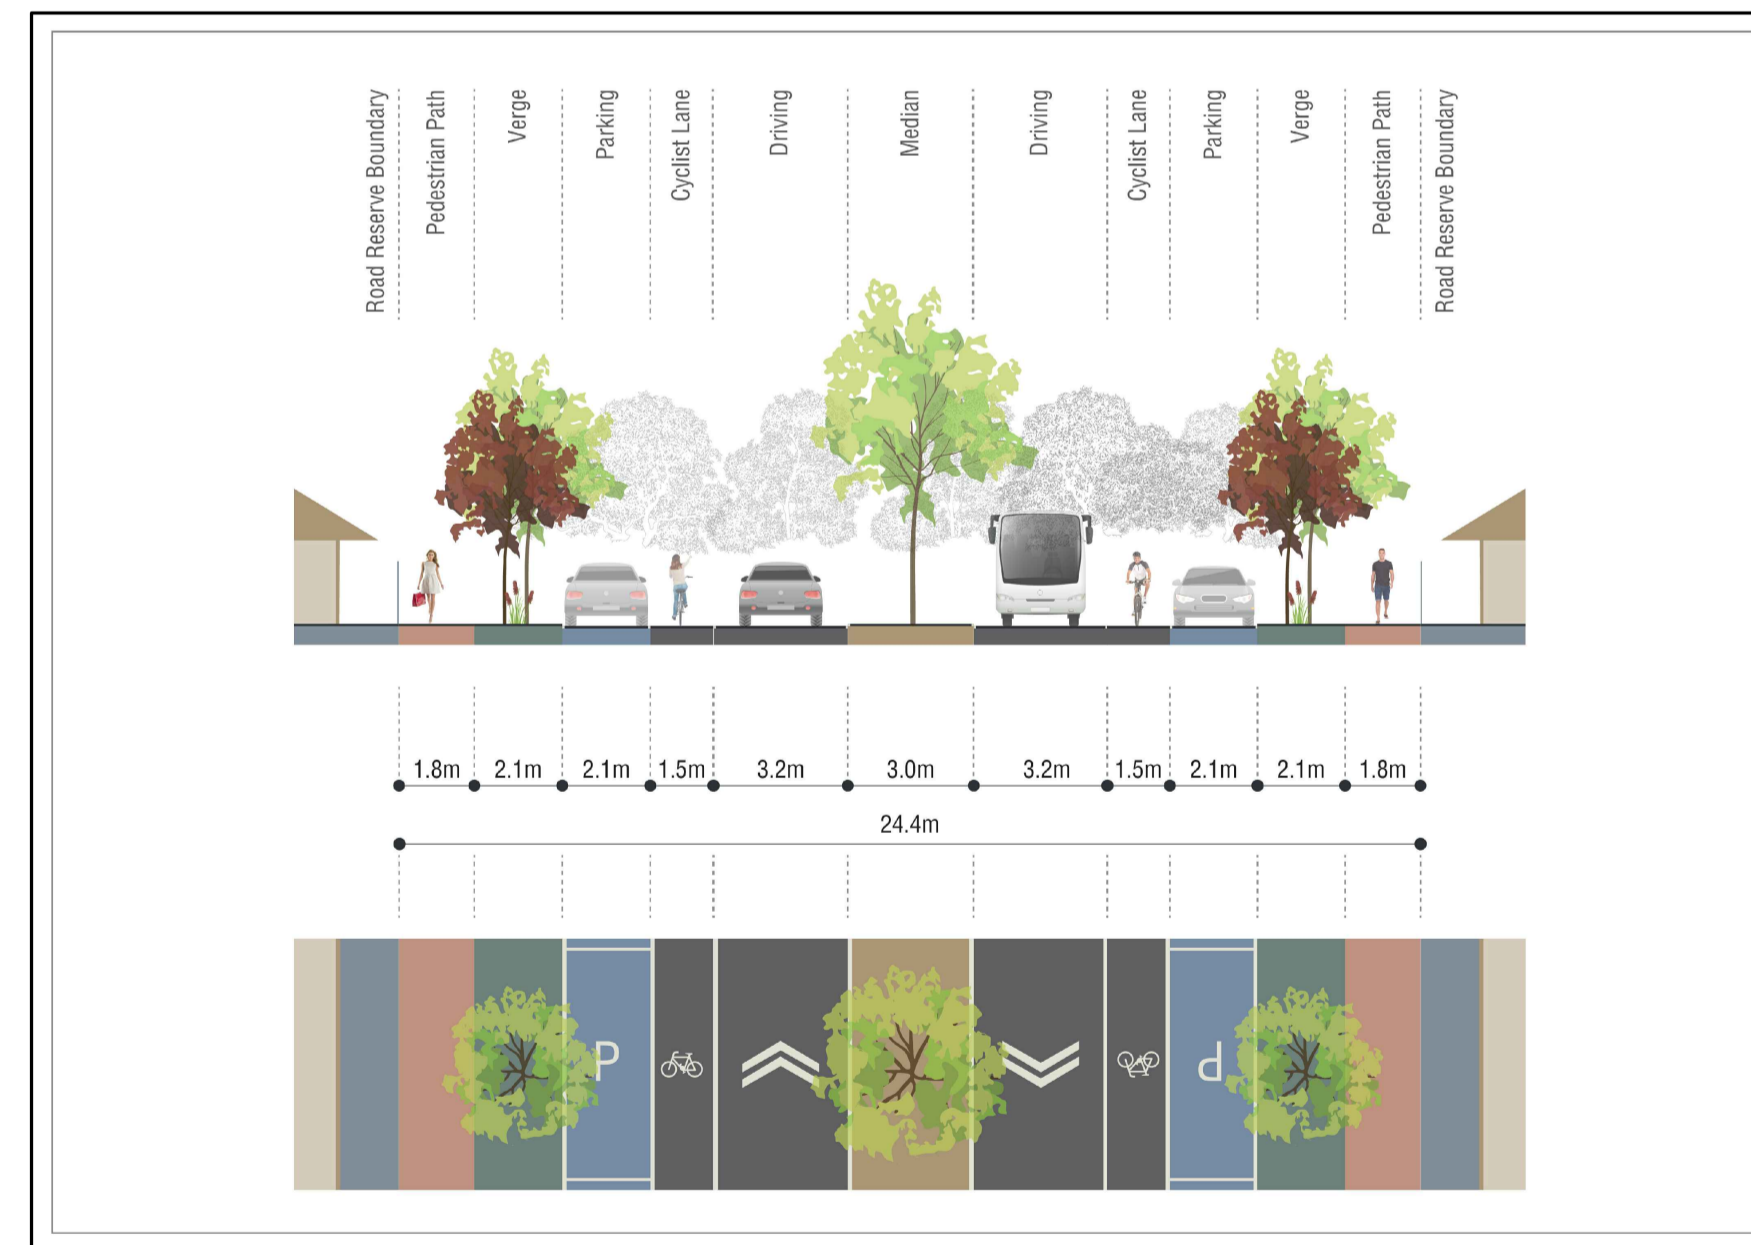 Road Reserve Boundary
Pedestrian Path
Verge
Parking
Cyclist Lane
Driving
Median
Driving
Cyclist Lane
Parking
Verge
Pedestrian Path
Road Reserve Boundary
1.8m 2.1m 2.1m 1.5m 3.2m 3.0m 3.2m 1.5m 2.1m 2.1m 1.8m
24.4m
P
P